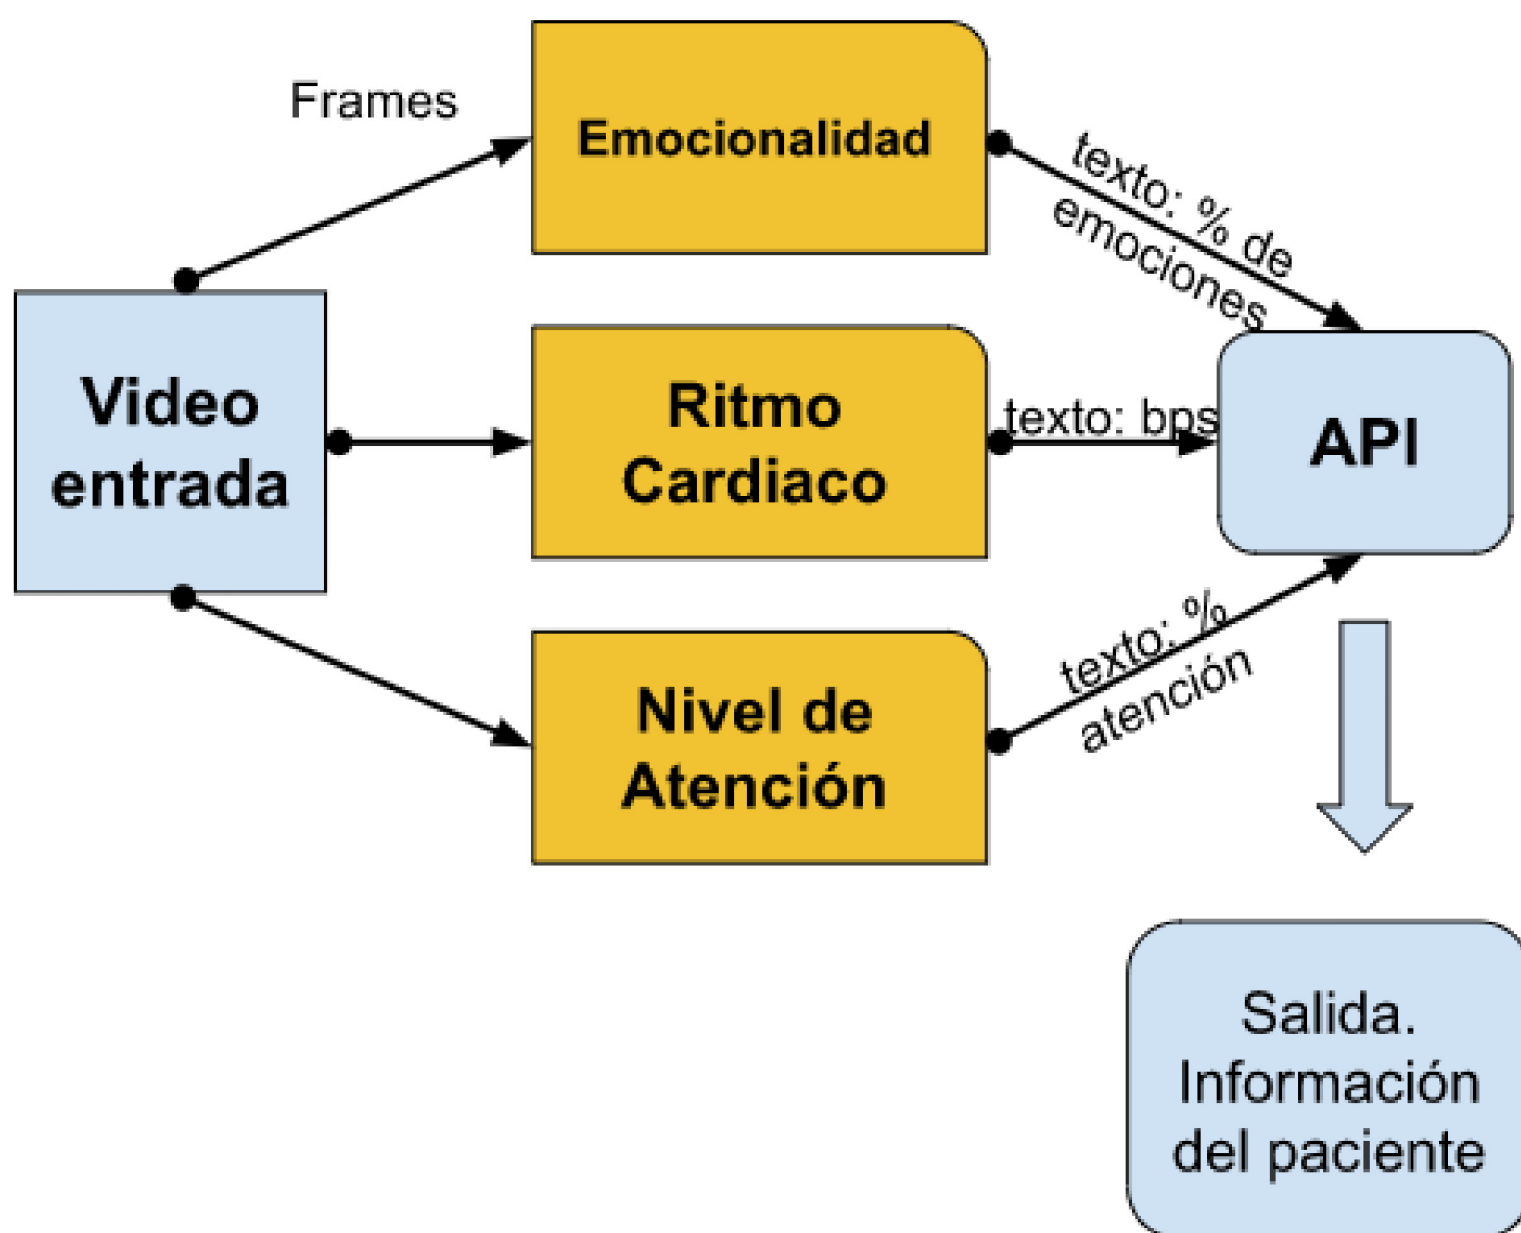 Frames
Emocionalidad
texto: % de
emociones
Video
entrada
Ritmo
Cardiaco
texto: bps
API
Nivel de
Atención
texto: %
atención
Salida.
Información
del paciente